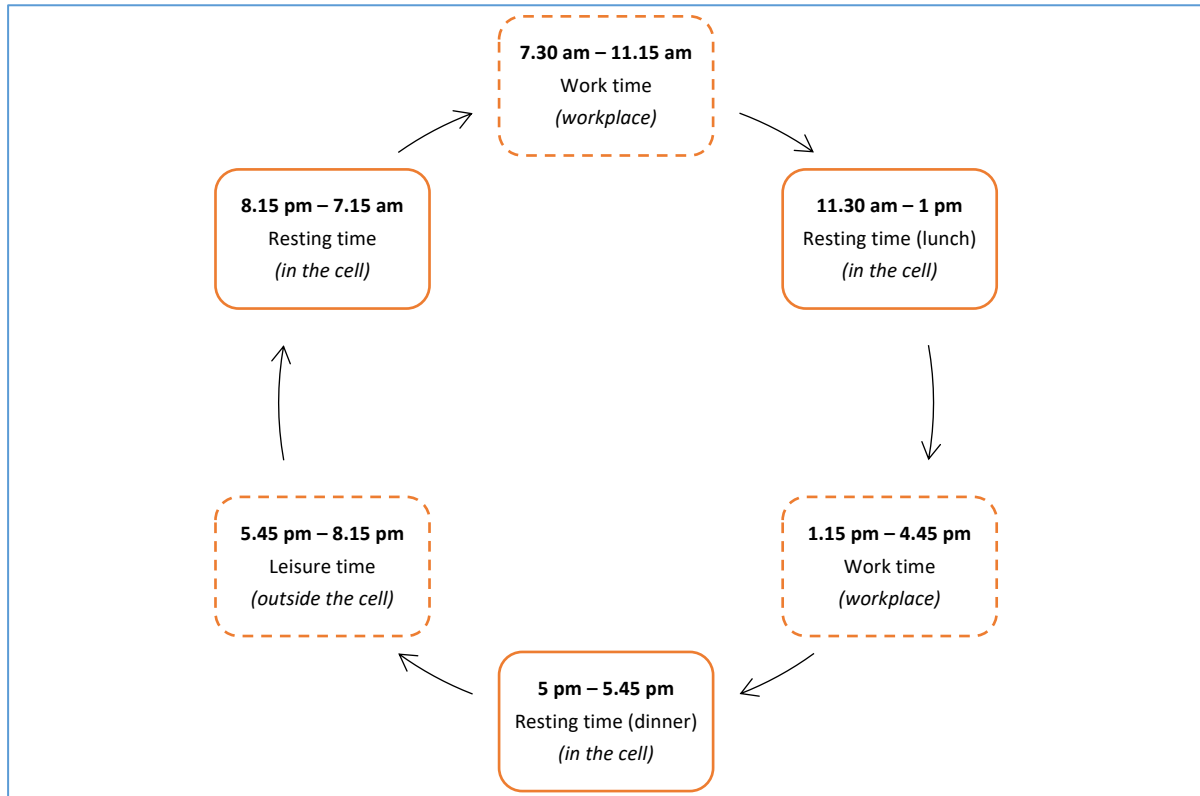 7.30 am – 11.15 am
Work time
(workplace)
11.30 am – 1 pm
Resting time (lunch)
(in the cell)
1.15 pm – 4.45 pm
Work time
(workplace)
5 pm – 5.45 pm
Resting time (dinner)
(in the cell)
5.45 pm – 8.15 pm
Leisure time
(outside the cell)
8.15 pm – 7.15 am
Resting time
(in the cell)